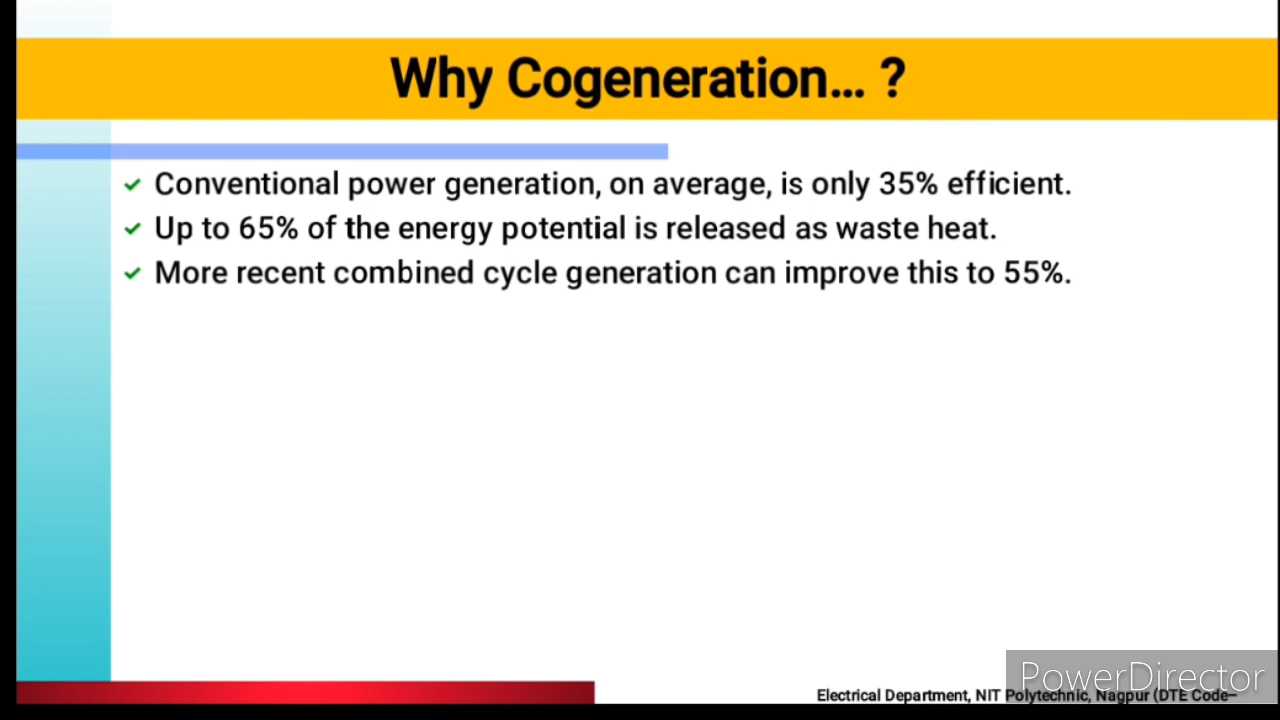 Why Cogeneration... ?
Conventional power generation, on average, is only 35% efficient.
Up to 65% of the energy potential is released as waste heat.
More recent combined cycle generation can improve this to 55%.
PowerDirector
Electrical Department, NIT Polytechnic, Nagpur (DTE Code–